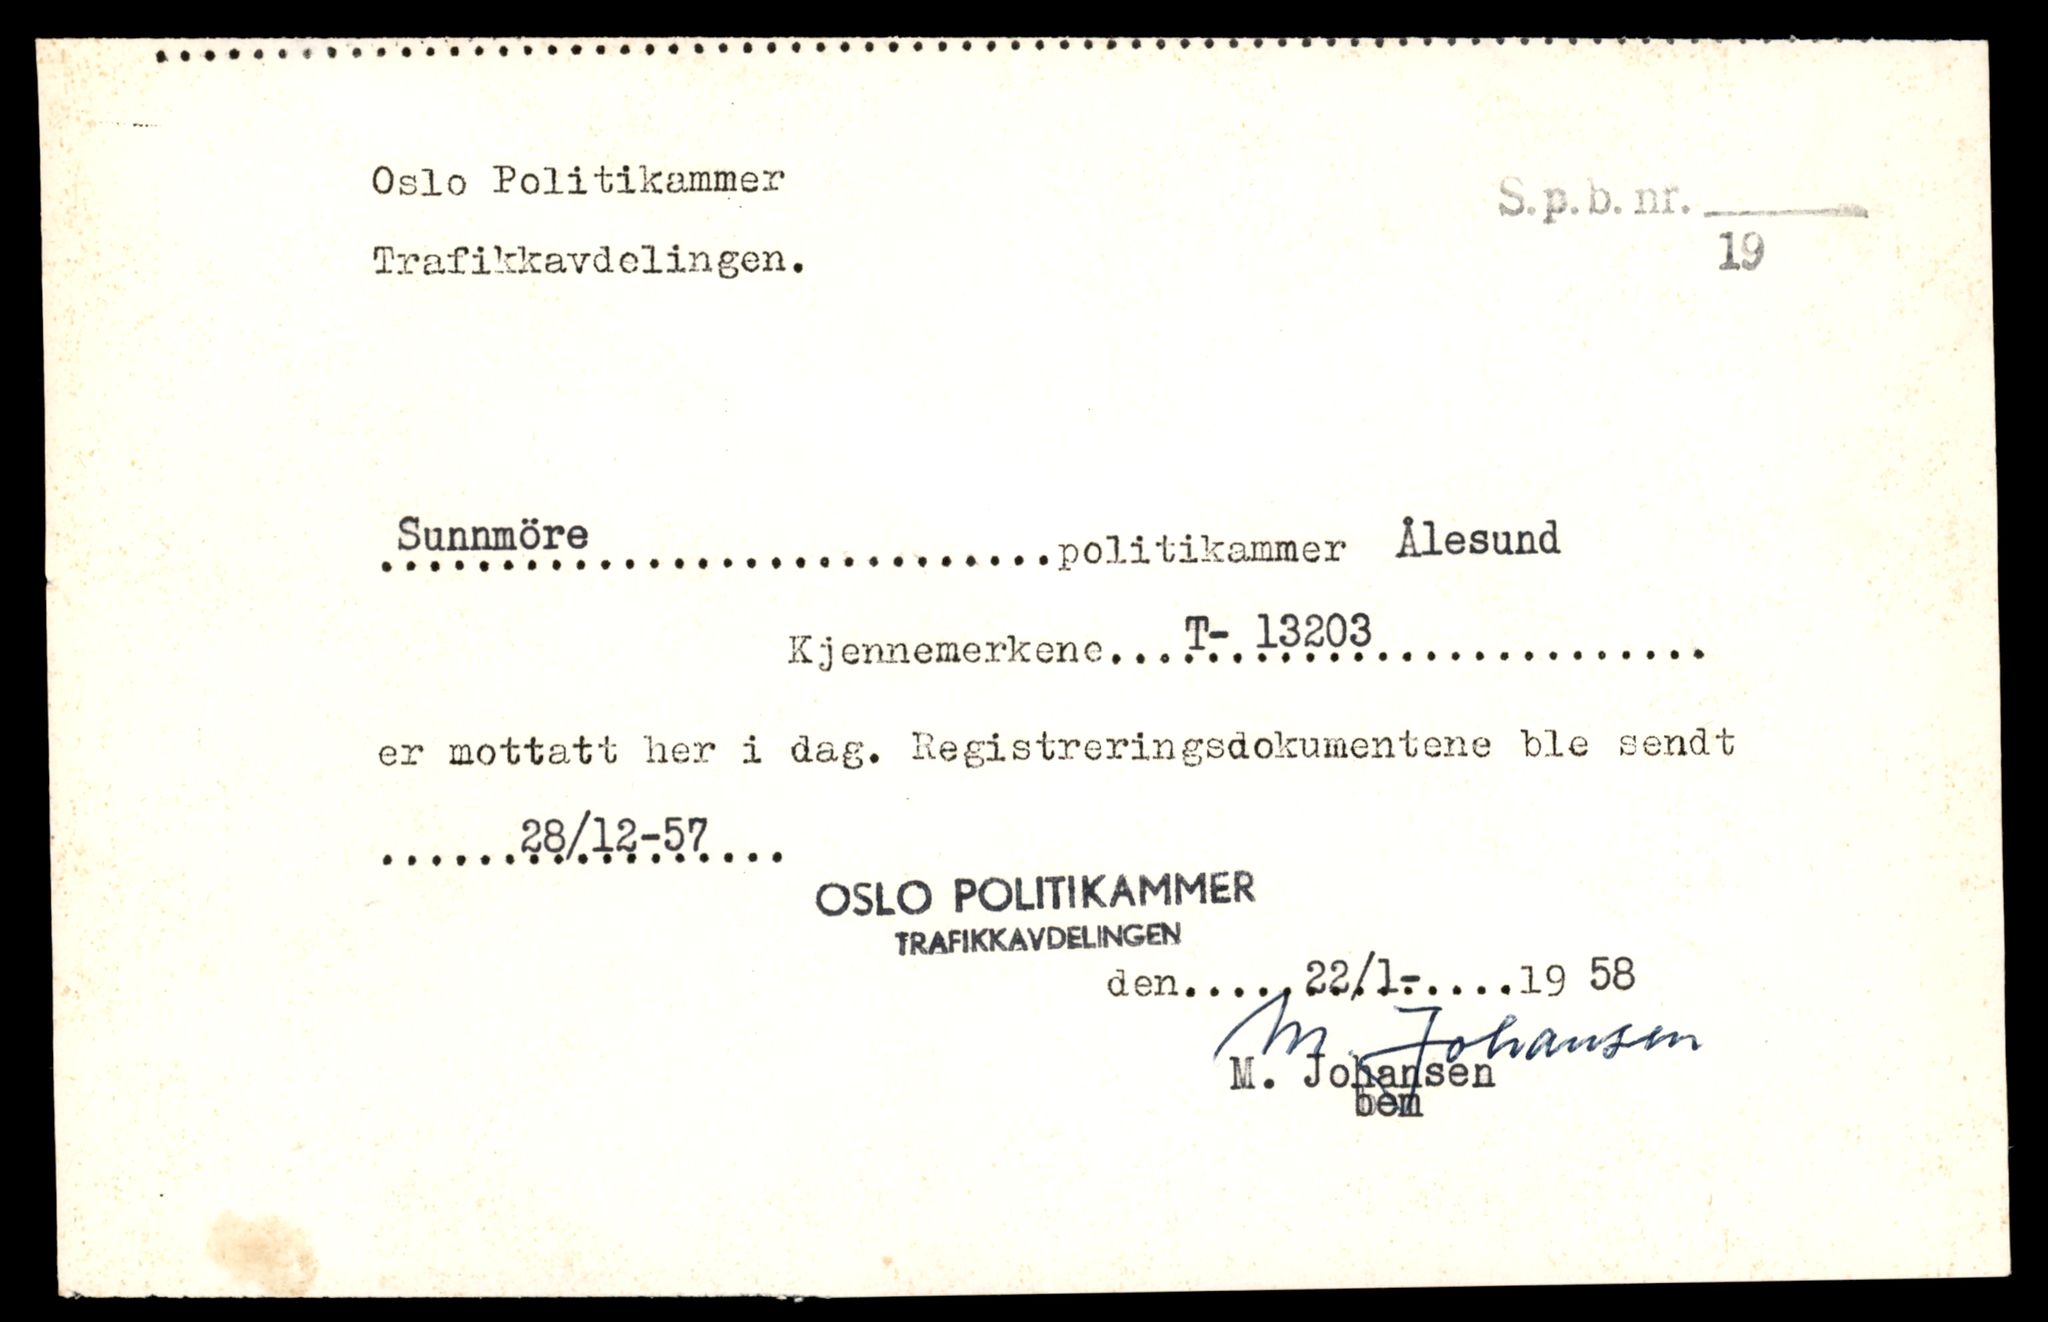 Oslo Politikammer
S.p.b. nr.
19
Trafikkavdelingen.
Sunnmöre politikammer Ålesund
Kjennemerkene....T- 13203
er mottatt her i dag. Registreringsdokumentene ble sendt
28/12-57
OSLO POLITIKAMMER
TRAFIKKAVDELINGEN
den.....22/1-.....19 58
M. Johansen
M. Johansen
bem